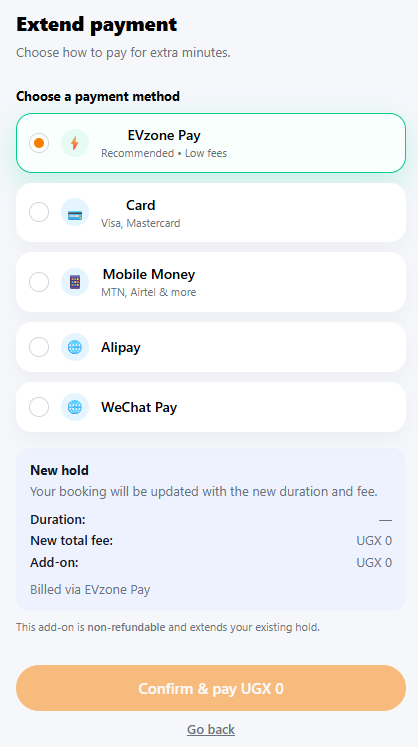 Extend payment
Choose how to pay for extra minutes.
Choose a payment method
EVzone Pay
Recommended • Low fees
Card
Visa, Mastercard
Mobile Money
MTN, Airtel & more
Alipay
WeChat Pay
New hold
Your booking will be updated with the new duration and fee.
Duration: —
New total fee: UGX 0
Add-on: UGX 0
Billed via EVzone Pay
This add-on is non-refundable and extends your existing hold.
Confirm & pay UGX 0
Go back